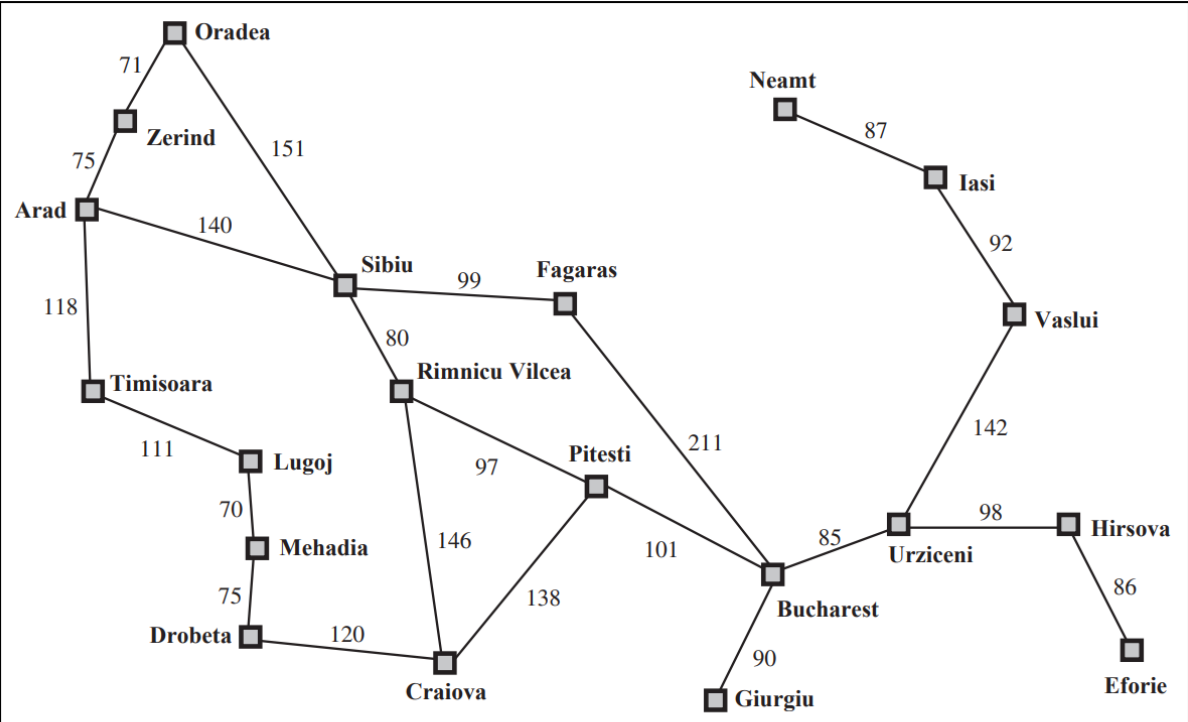 Oradea
71
Neamt
Zerind
87
151
75
Iasi
Arad
140
92
Sibiu
Fagaras
99
118
Vaslui
80
Timisoara
Rimnicu Vilcea
142
211
111
Lugoj
Pitesti
97
70
98
Hirsova
146
101
85
Mehadia
Urziceni
86
75
138
Bucharest
Drobeta
120
90
Eforie
Craiova
Giurgiu